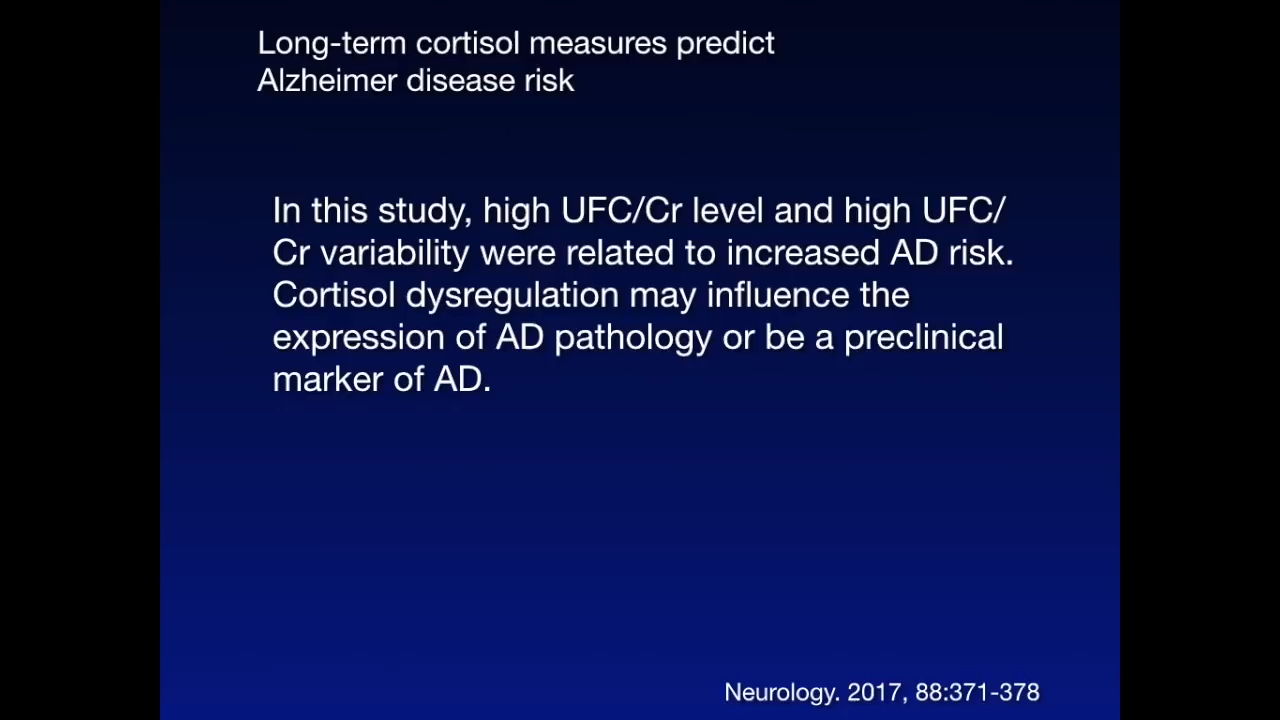 Long-term cortisol measures predict
Alzheimer disease risk
In this study, high UFC/Cr level and high UFC/
Cr variability were related to increased AD risk.
Cortisol dysregulation may influence the
expression of AD pathology or be a preclinical
marker of AD.
Neurology. 2017, 88:371-378